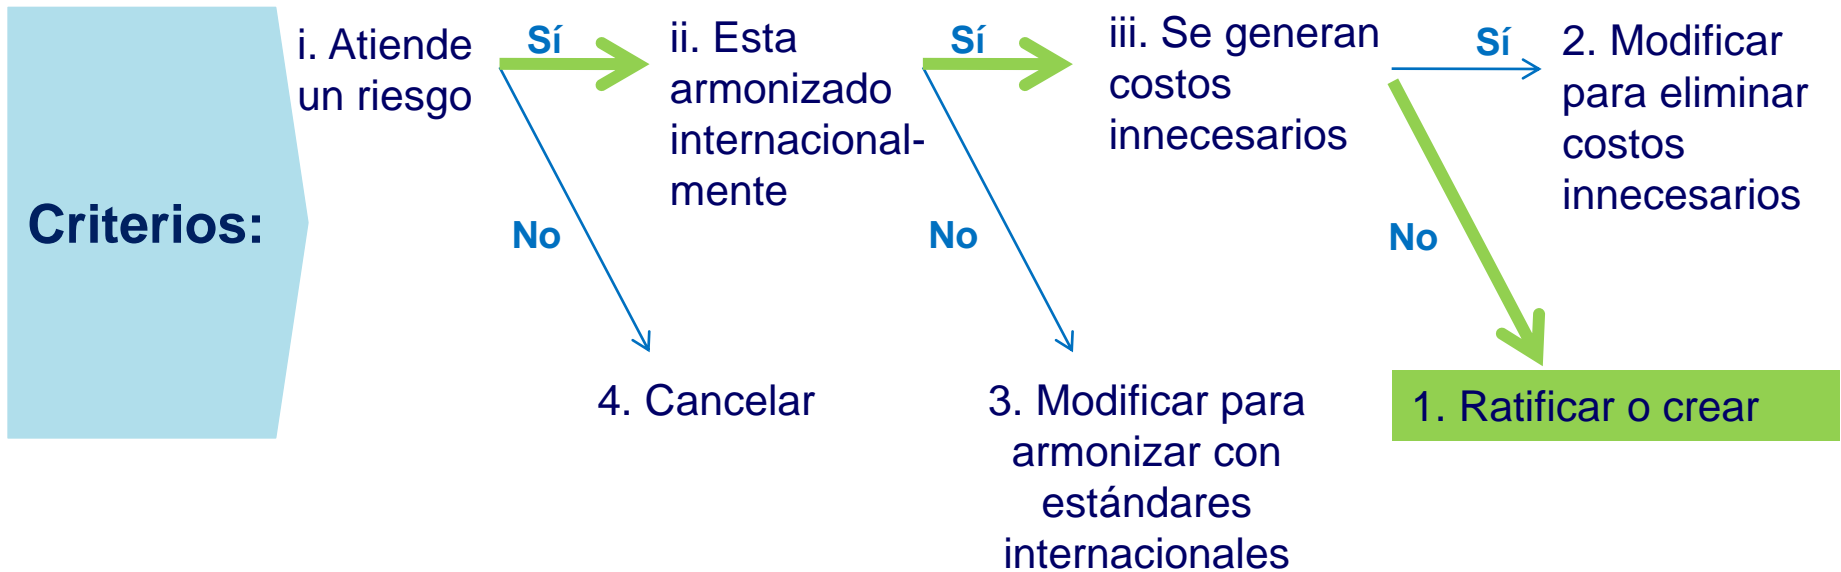 Criterios:
i. Atiende
un riesgo
Sí
No
ii. Esta
armonizado
internacional-
mente
Sí
No
iii. Se generan
costos
innecesarios
Sí
No
2. Modificar
para eliminar
costos
innecesarios
4. Cancelar
3. Modificar para
armonizar con
estándares
internacionales
1. Ratificar o crear